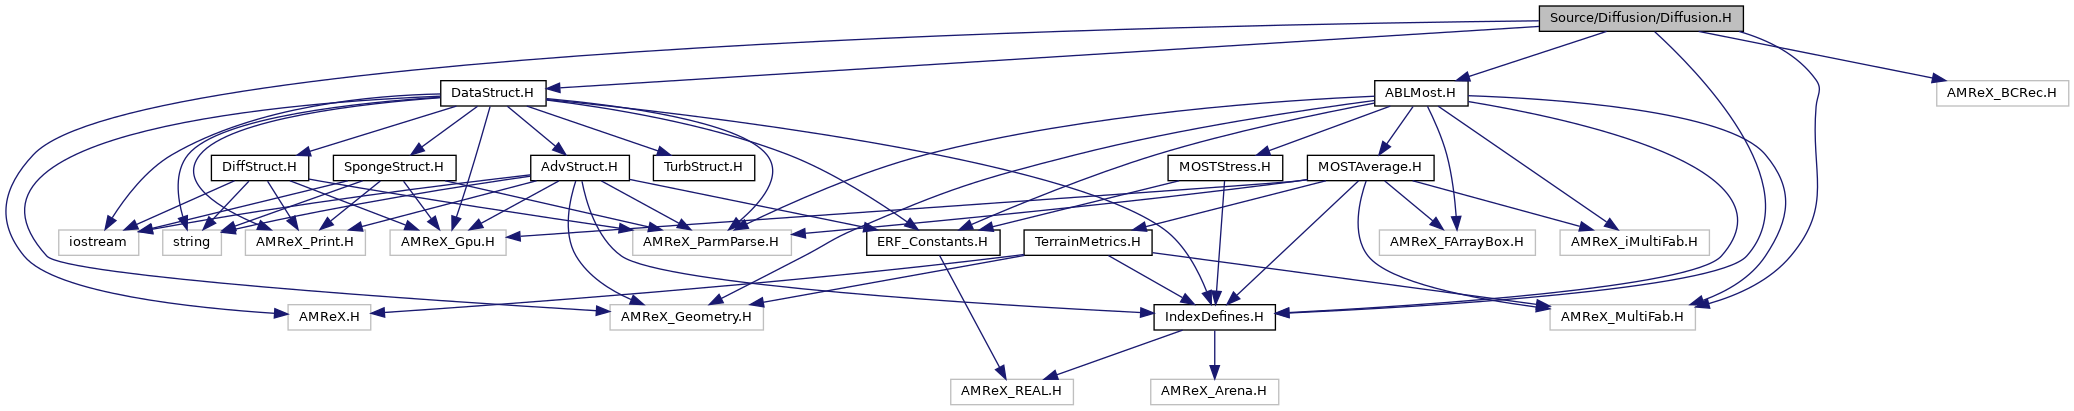 Source/Diffusion/Diffusion.H
DataStruct.H
ABLMost.H
AMReX_BCRec.H
DiffStruct.H
SpongeStruct.H
AdvStruct.H
TurbStruct.H
MOSTStress.H
MOSTAverage.H
iostream
string
AMReX_Print.H
AMReX_Gpu.H
AMReX_ParmParse.H
ERF_Constants.H
TerrainMetrics.H
AMReX_FArrayBox.H
AMReX_iMultiFab.H
AMReX.H
AMReX_Geometry.H
IndexDefines.H
AMReX_MultiFab.H
AMReX_REAL.H
AMReX_Arena.H